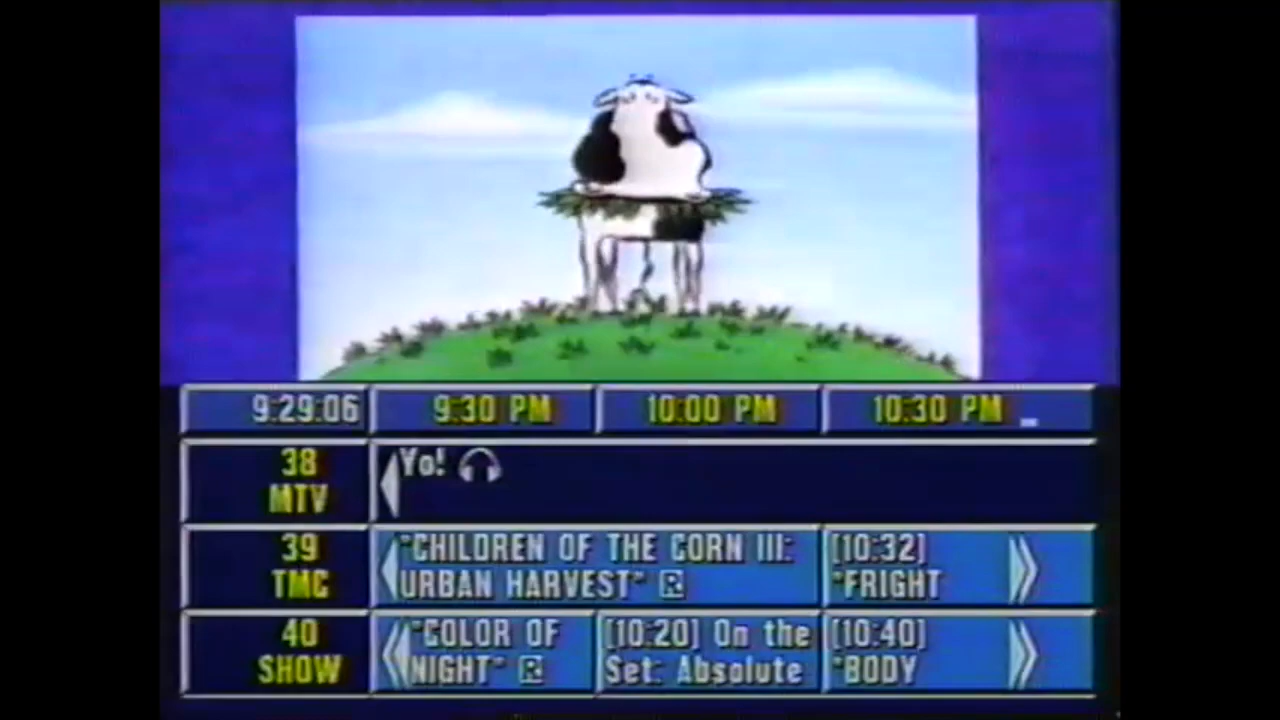 9:29:06 9:30 PM 10:00 PM 10:30 PM
38
MTV
Yo!
39
TMC
"CHILDREN OF THE CORN III:
URBAN HARVEST" R
[10:32]
"FRIGHT
40
SHOW
"COLOR OF
NIGHT" R
[10:20] On the
Set: Absolute
[10:40]
"BODY